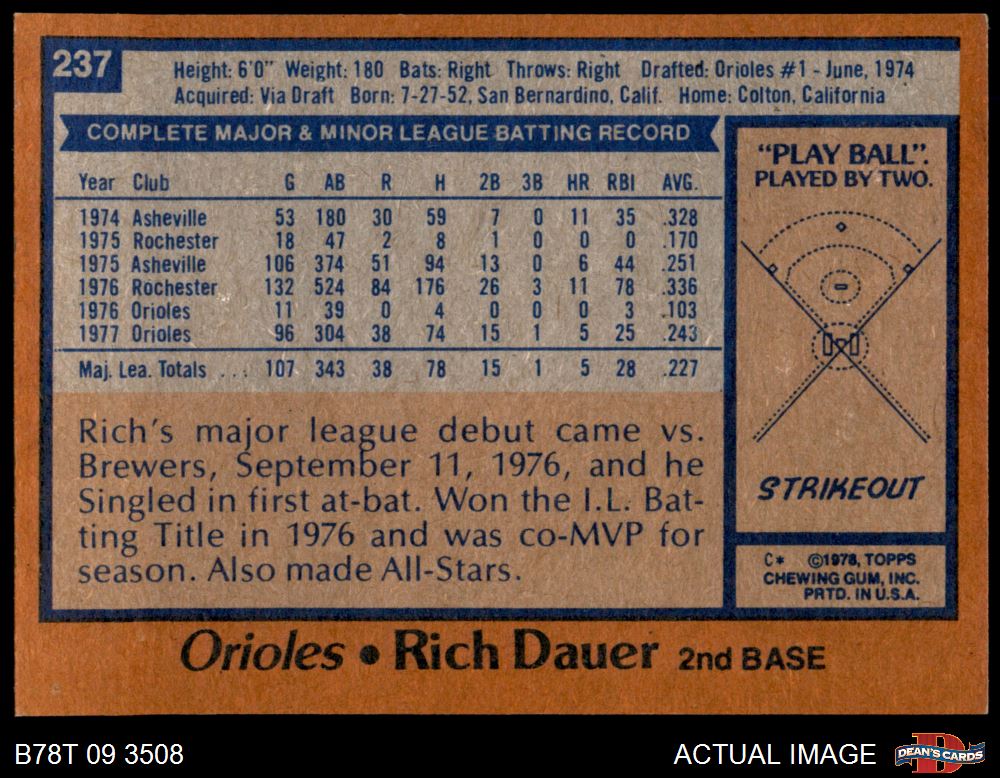 237
Height: 6'0" Weight: 180 Bats: Right Throws: Right Drafted: Orioles #1 - June, 1974
Acquired: Via Draft Born: 7-27-52, San Bernardino, Calif. Home: Colton, California
COMPLETE MAJOR & MINOR LEAGUE BATTING RECORD
Year Club G AB R H 2B 3B HR RBI AVG.
1974 Asheville 53 180 30 59 7 0 11 35 .328
1975 Rochester 18 47 2 8 1 0 0 0 .170
1975 Asheville 106 374 51 94 13 0 6 44 .251
1976 Rochester 132 524 84 176 26 3 11 78 .336
1976 Orioles 11 39 0 4 0 0 0 3 .103
1977 Orioles 96 304 38 74 15 1 5 25 .243
Maj. Lea. Totals ... 107 343 38 78 15 1 5 28 .227
Rich's major league debut came vs.
Brewers, September 11, 1976, and he
Singled in first at-bat. Won the I.L. Bat-
ting Title in 1976 and was co-MVP for
season. Also made All-Stars.
"PLAY BALL".
PLAYED BY TWO.
STRIKEOUT
C* ©1978, TOPPS
CHEWING GUM, INC.
PRTD. IN U.S.A.
Orioles • Rich Dauer 2nd BASE
B78T 09 3508
ACTUAL IMAGE
DEAN'S CARDS